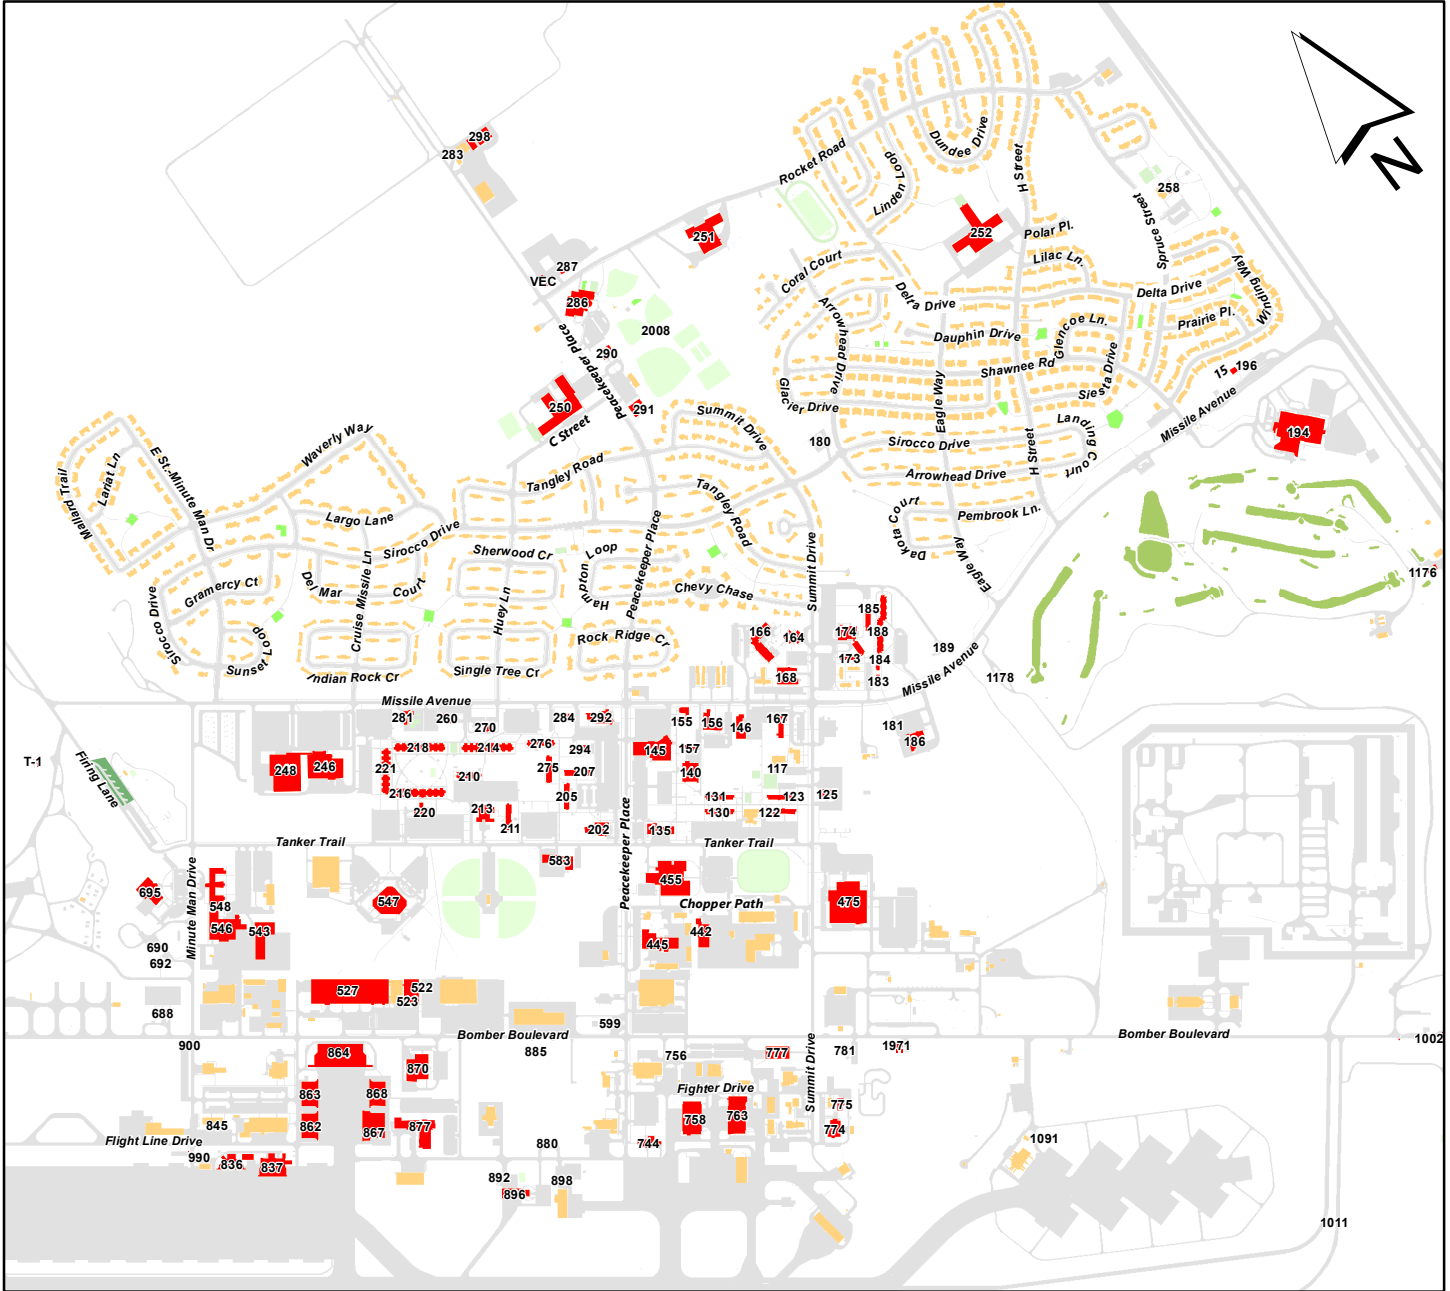 298
283
Rocket Road
Linden Loop
Dundee Drive
H Street
N
258
Spruce Street
251
252
Polar Pl.
Lilac Ln.
287
VEC
286
Coral Court
Delra Drive
Delta Drive
Winding Way
Peacekeeper Place
2008
290
Arrowhead Drive
Dauphin Drive
Glencoe Ln.
Prairie Pl.
Shawnee Rd
Siesta Drive
15
196
250
291
C Street
Peacekeeper
Summit Drive
Glacier Drive
Eagle Way
Missile Avenue
194
180
Sirocco Drive
H Street
Landing Court
Arrowhead Drive
Mallard Trail
Lariat Ln
E St.-Minute Man Dr
Waverly Way
Tangley Road
Tangley Road
Largo Lane
Sirocco Drive
Peacekeeper Place
Dakota Court
Pembrook Ln.
Eagle Way
Sherwood Cr
Hampton Loop
Summit Drive
Gramercy Ct
Del Mar Court
Cruise Missile Ln
Huey Ln
Chevy Chase
1176
Sirocco Drive
Sunset Loop
Rock Ridge Cr
166
164
174
185
188
173
184
189
Indian Rock Cr
Single Tree Cr
168
183
Missile Avenue
1178
Missile Avenue
281
260
270
284
292
155
156
146
167
181
186
218
214
276
294
145
157
T-1
Firing Lane
248
246
221
210
275
207
140
117
216
205
131
123
125
220
213
211
202
130
122
135
Tanker Trail
Tanker Trail
583
Peacekeeper Place
695
Minute Man Drive
548
547
455
Chopper Path
475
546
543
445
442
690
692
527
522
523
688
599
Bomber Boulevard
Bomber Boulevard
1002
900
864
885
756
777
Summit Drive
781
1971
870
863
868
Fighter Drive
845
862
867
877
758
763
775
774
Flight Line Drive
880
744
1091
990
836
837
892
896
898
1011